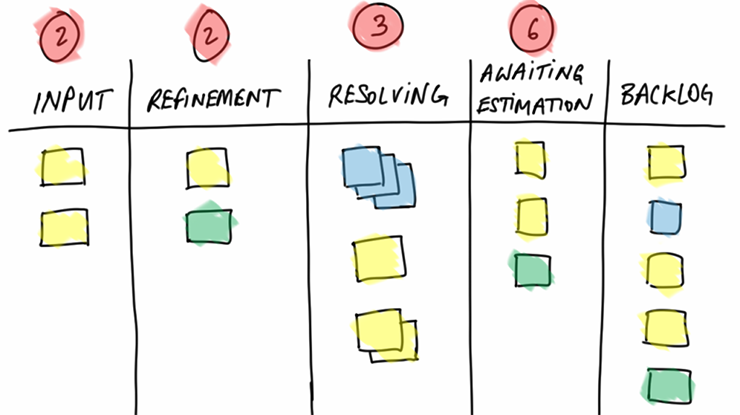 2
2
3
6
INPUT
REFINEMENT
RESOLVING
AWAITING
ESTIMATION
BACKLOG